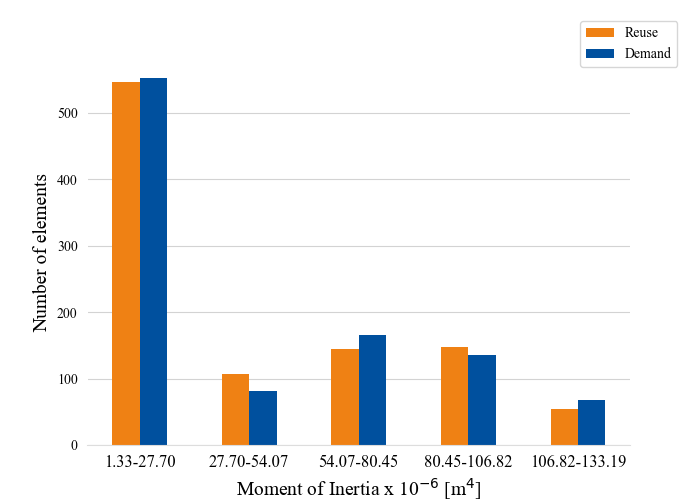 Reuse
Demand
500
400
300
200
100
0
Number of elements
1.33-27.70 27.70-54.07 54.07-80.45 80.45-106.82 106.82-133.19
Moment of Inertia x 10⁻⁶ [m⁴]